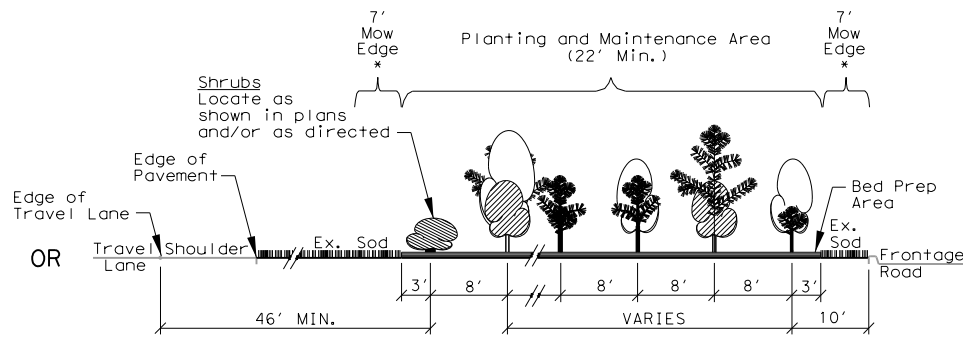 7'
Mow
Edge
*
Planting and Maintenance Area
(22' Min.)
7'
Mow
Edge
*
Shrubs
Locate as
shown in plans
and/or as directed
Edge of
Pavement
Edge of
Travel Lane
Bed Prep
Area
OR
Travel
Lane
Shoulder
Ex. Sod
Ex.
Sod
Frontage
Road
3'
8'
8'
8'
8'
3'
46' MIN.
VARIES
10'